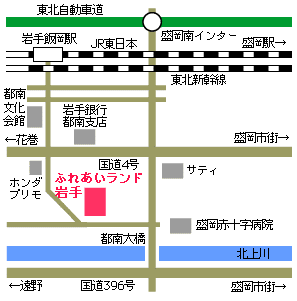 東北自動車道
盛岡南インター
岩手飯岡駅
JR東日本
盛岡駅→
東北新幹線
都南
文化
会館
岩手銀行
都南支店
←花巻
盛岡市街→
国道4号
サティ
ホンダ
プリモ
ふれあいランド
岩手
盛岡赤十字病院
都南大橋
北上川
←遠野
国道396号
盛岡市街→